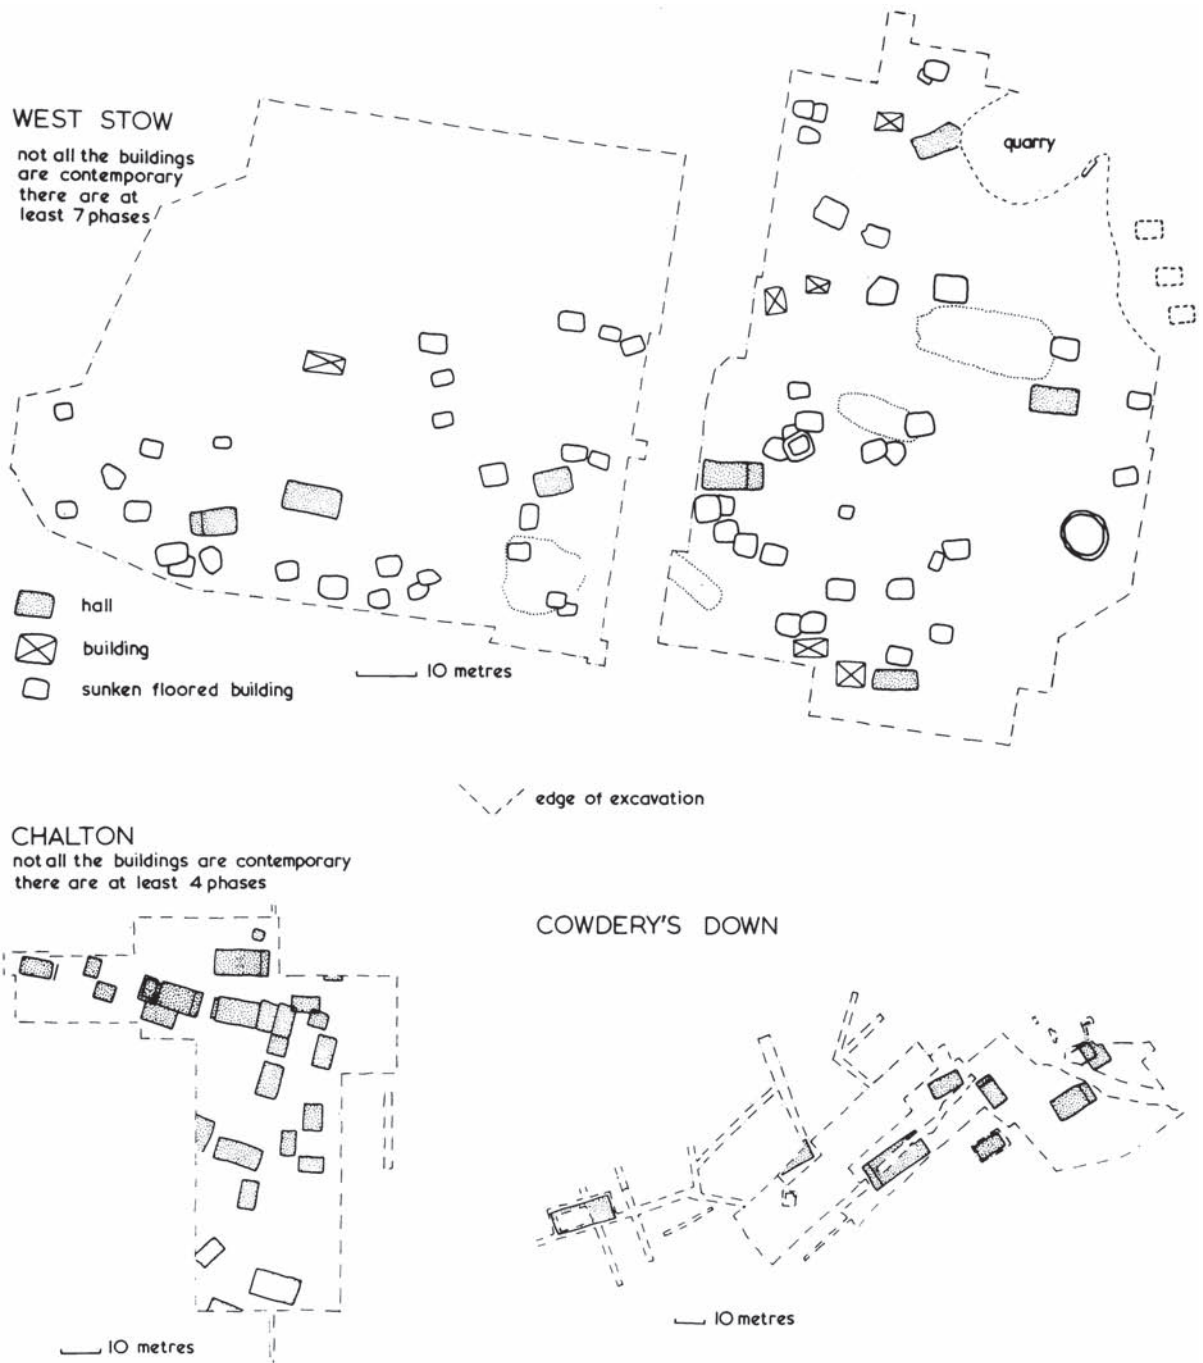 WEST STOW
not all the buildings
are contemporary
there are at
least 7 phases
quarry
hall
building
sunken floored building
10 metres
edge of excavation
CHALTON
not all the buildings are contemporary
there are at least 4 phases
COWDERY'S DOWN
10 metres
10 metres